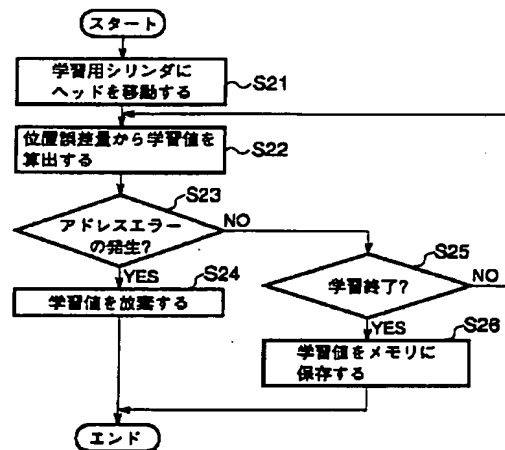 スタート
学習用シリンダに
ヘッドを移動する
S21
位置誤差量から学習値を
算出する
S22
S23
アドレスエラー
の発生?
NO
YES
S24
学習値を放棄する
S25
学習終了?
NO
YES
S26
学習値をメモリに
保存する
エンド